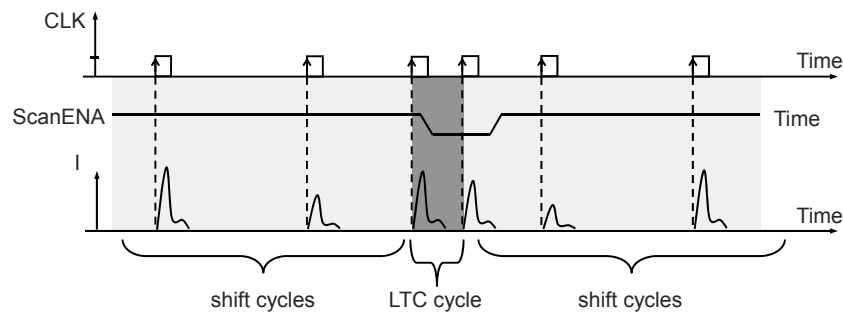 CLK
Time
ScanENA
Time
I
Time
shift cycles
LTC cycle
shift cycles